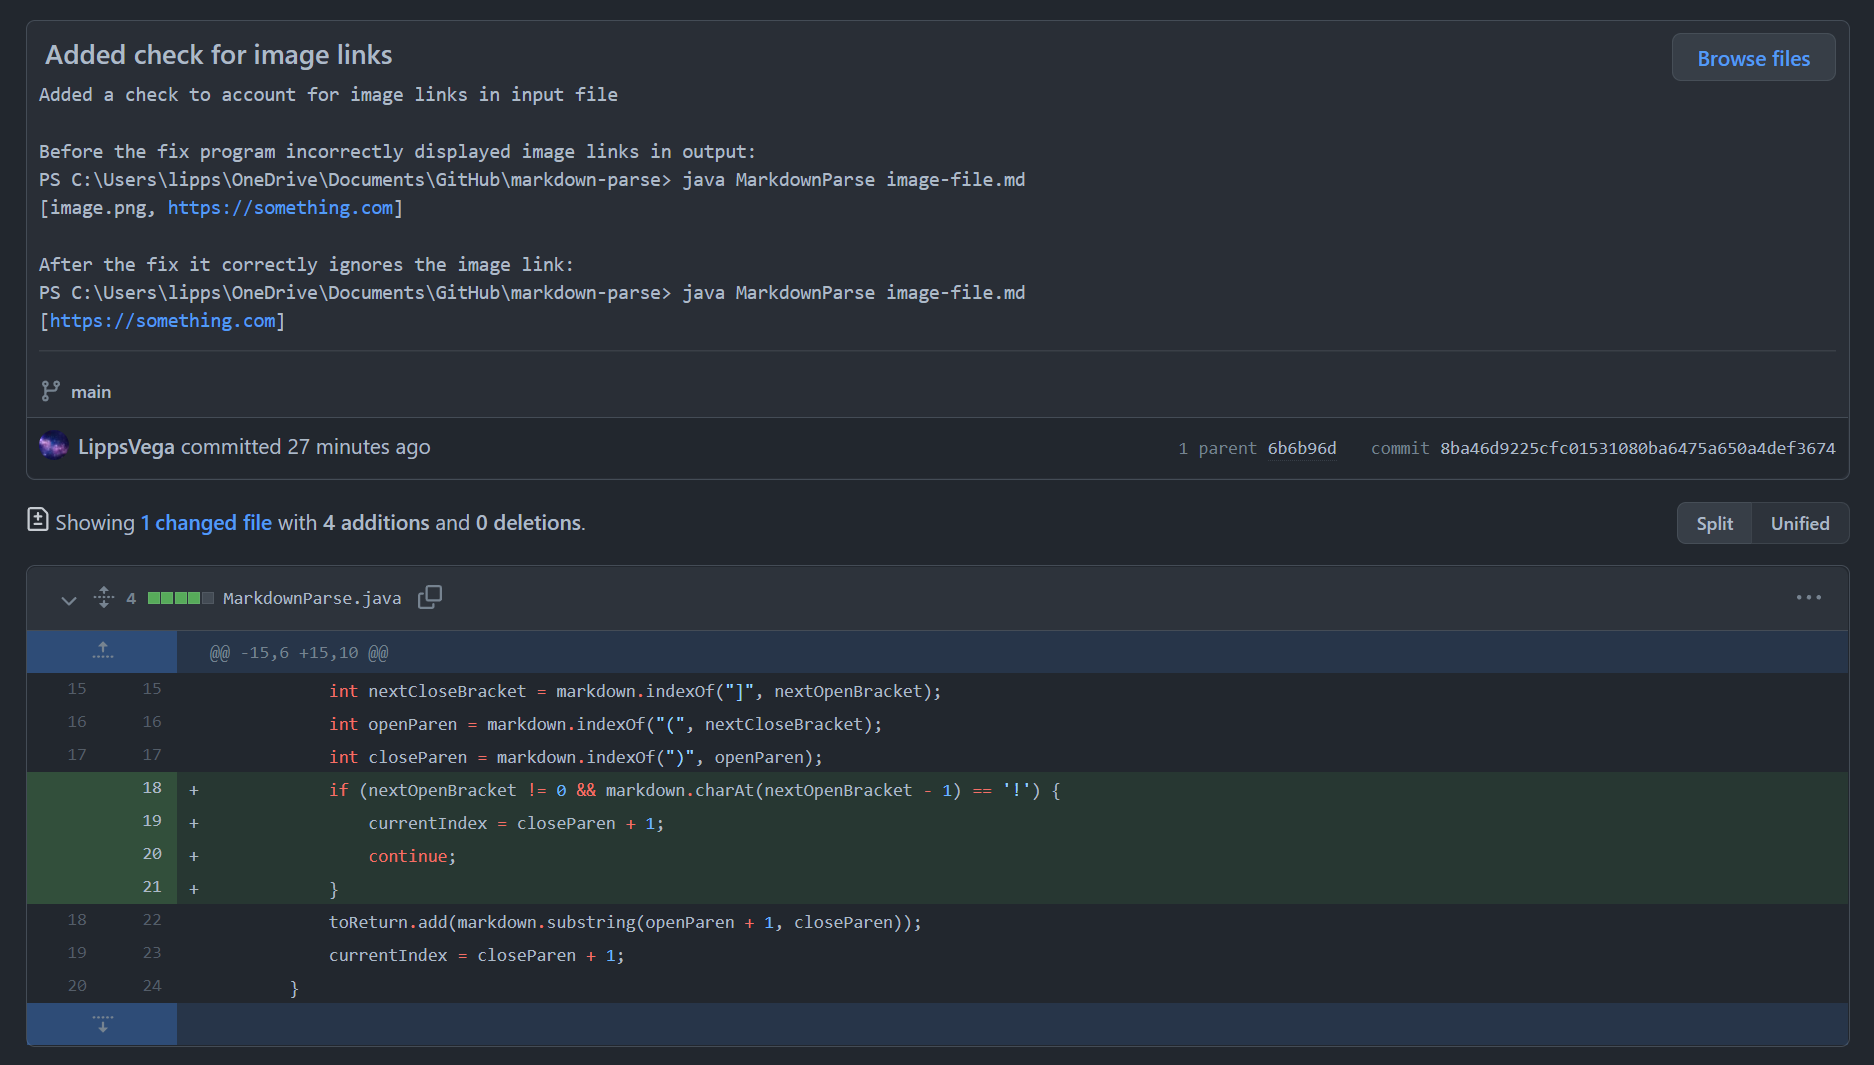 Added check for image links
Browse files
Added a check to account for image links in input file
Before the fix program incorrectly displayed image links in output:
PS C:\Users\lipps\OneDrive\Documents\GitHub\markdown-parse> java MarkdownParse image-file.md
[image.png, https://something.com]
After the fix it correctly ignores the image link:
PS C:\Users\lipps\OneDrive\Documents\GitHub\markdown-parse> java MarkdownParse image-file.md
[https://something.com]
main
LippsVega committed 27 minutes ago
1 parent 6b6b96d commit 8ba46d9225cfc01531080ba6475a650a4def3674
Showing 1 changed file with 4 additions and 0 deletions.
Split Unified
4 MarkdownParse.java
@@ -15,6 +15,10 @@
15 15 int nextCloseBracket = markdown.indexOf("]", nextOpenBracket);
16 16 int openParen = markdown.indexOf("(", nextCloseBracket);
17 17 int closeParen = markdown.indexOf(")", openParen);
18 + if (nextOpenBracket != 0 && markdown.charAt(nextOpenBracket - 1) == '!') {
19 + currentIndex = closeParen + 1;
20 + continue;
21 + }
18 22 toReturn.add(markdown.substring(openParen + 1, closeParen));
19 23 currentIndex = closeParen + 1;
20 24 }